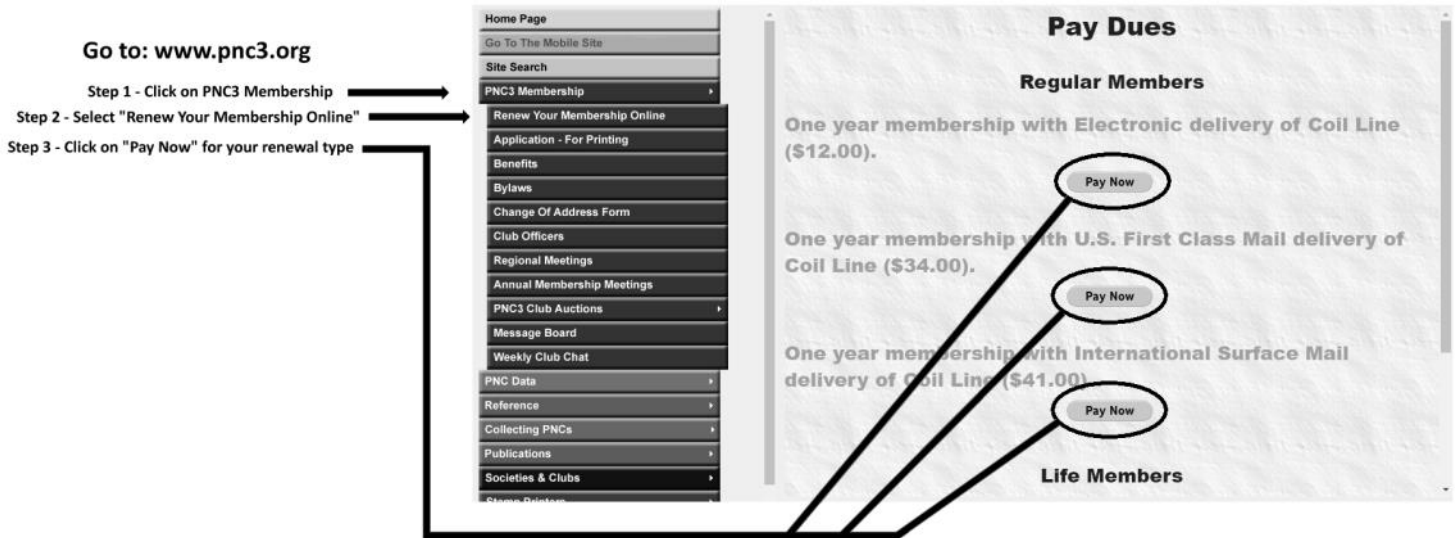 Go to: www.pnc3.org
Step 1 - Click on PNC3 Membership
Step 2 - Select "Renew Your Membership Online"
Step 3 - Click on "Pay Now" for your renewal type
Home Page
Go To The Mobile Site
Site Search
PNC3 Membership
Renew Your Membership Online
Application - For Printing
Benefits
Bylaws
Change Of Address Form
Club Officers
Regional Meetings
Annual Membership Meetings
PNC3 Club Auctions
Message Board
Weekly Club Chat
PNC Data
Reference
Collecting PNCs
Publications
Societies & Clubs
Stamp Printers
Pay Dues
Regular Members
One year membership with Electronic delivery of Coil Line
($12.00).
Pay Now
One year membership with U.S. First Class Mail delivery of
Coil Line ($34.00).
Pay Now
One year membership with International Surface Mail
delivery of Coil Line ($41.00)
Pay Now
Life Members